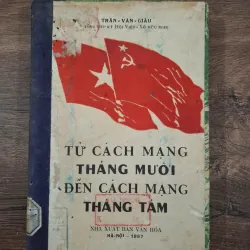 TRẦN-VĂN-GIÀU
TỪ CÁCH MẠNG
THÁNG MƯỜI
ĐẾN CÁCH MẠNG
THÁNG TÁM
NHÀ XUẤT BẢN VĂN HÓA
HÀ-NỘI — 1957